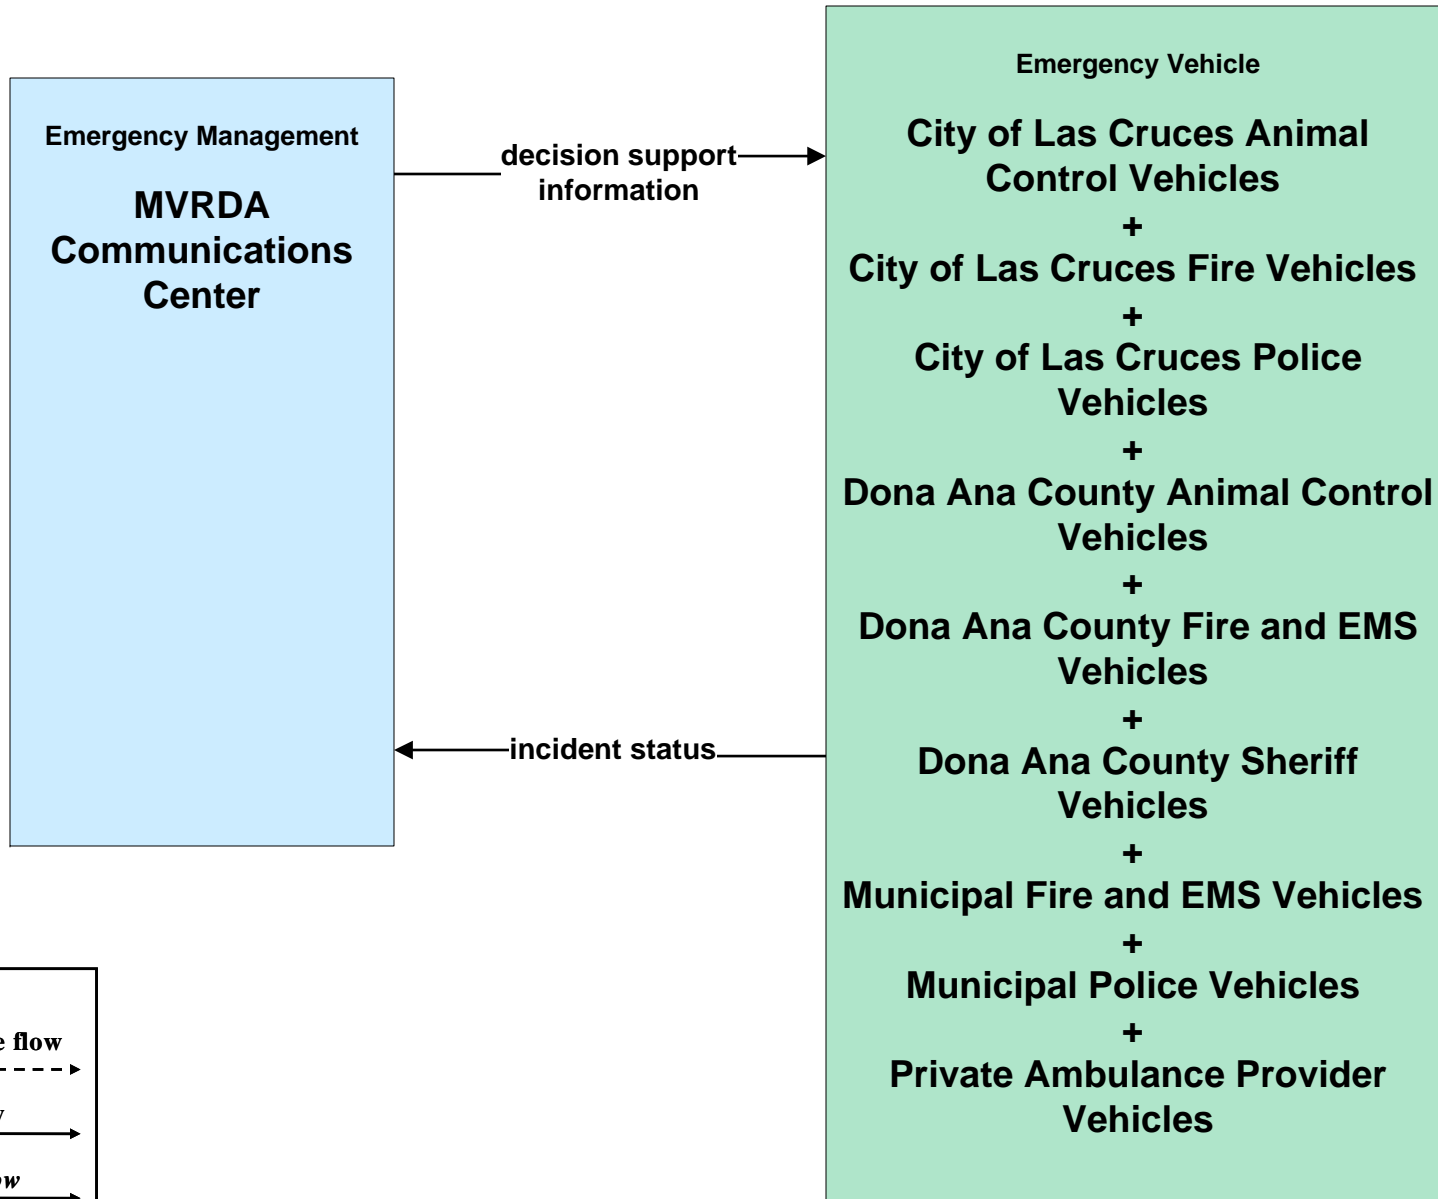 Emergency Management
MVRDA
Communications
Center
decision support
information
incident status
Emergency Vehicle
City of Las Cruces Animal
Control Vehicles
+
City of Las Cruces Fire Vehicles
+
City of Las Cruces Police
Vehicles
+
Dona Ana County Animal Control
Vehicles
+
Dona Ana County Fire and EMS
Vehicles
+
Dona Ana County Sheriff
Vehicles
+
Municipal Fire and EMS Vehicles
+
Municipal Police Vehicles
+
Private Ambulance Provider
Vehicles
flow